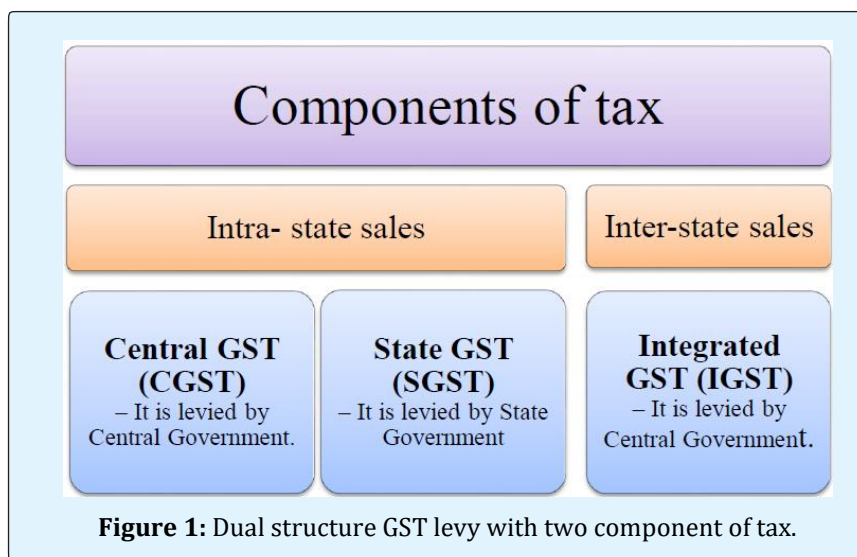 Components of tax
Intra- state sales
Inter-state sales
Central GST
(CGST)
– It is levied by
Central Government.
State GST
(SGST)
– It is levied by State
Government
Integrated
GST (IGST)
– It is levied by
Central Government.
Figure 1: Dual structure GST levy with two component of tax.